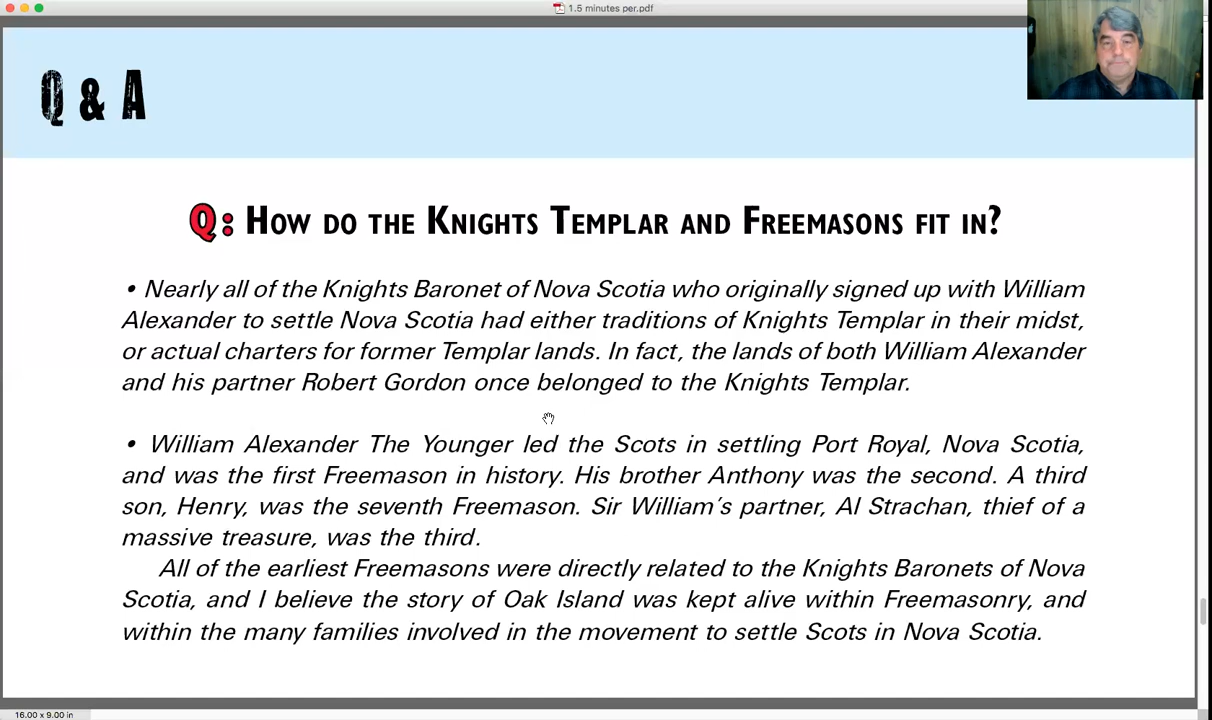 1.5 minutes per.pdf
Q & A
Q: How do the Knights Templar and Freemasons fit in?
• Nearly all of the Knights Baronet of Nova Scotia who originally signed up with William
Alexander to settle Nova Scotia had either traditions of Knights Templar in their midst,
or actual charters for former Templar lands. In fact, the lands of both William Alexander
and his partner Robert Gordon once belonged to the Knights Templar.
• William Alexander The Younger led the Scots in settling Port Royal, Nova Scotia,
and was the first Freemason in history. His brother Anthony was the second. A third
son, Henry, was the seventh Freemason. Sir William's partner, Al Strachan, thief of a
massive treasure, was the third.
All of the earliest Freemasons were directly related to the Knights Baronets of Nova
Scotia, and I believe the story of Oak Island was kept alive within Freemasonry, and
within the many families involved in the movement to settle Scots in Nova Scotia.
16.00 x 9.00 in